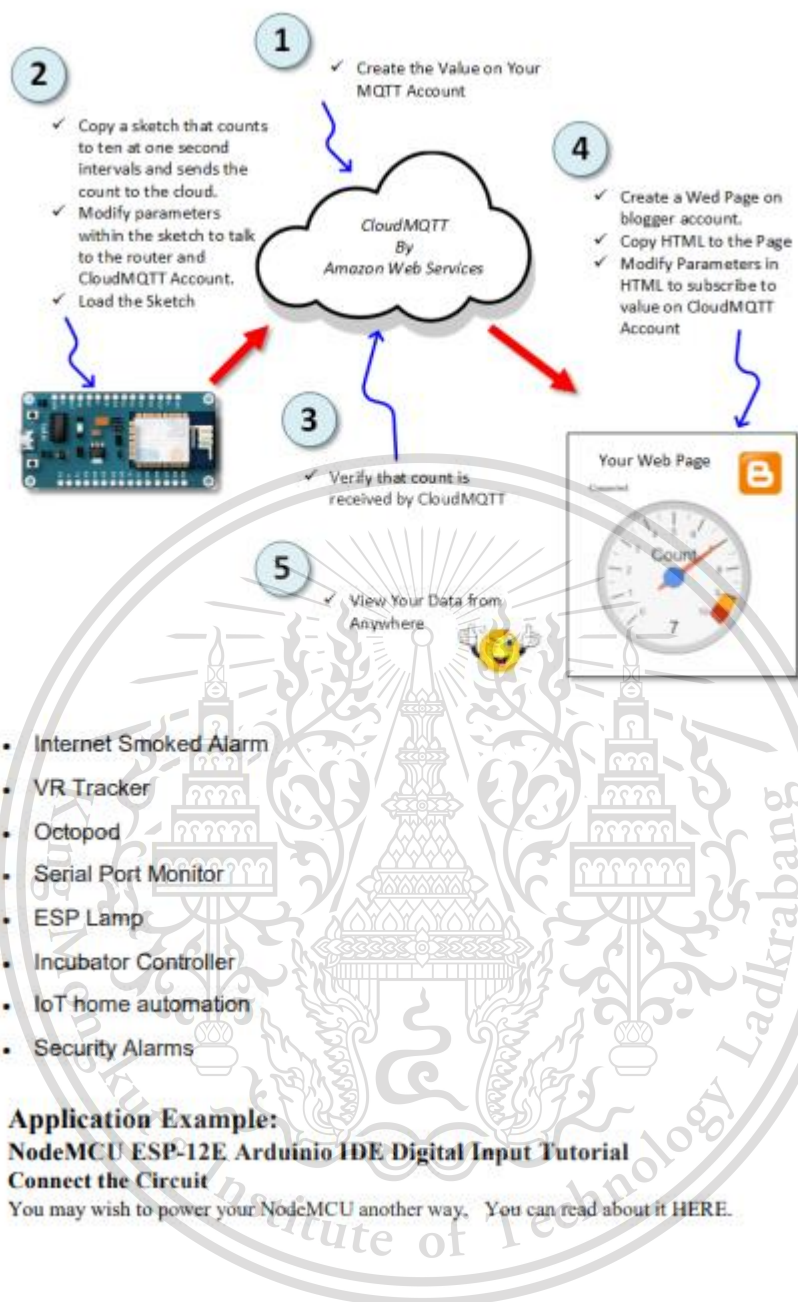 1
✓ Create the Value on Your
MQTT Account
2
✓ Copy a sketch that counts
to ten at one second
intervals and sends the
count to the cloud.
✓ Modify parameters
within the sketch to talk
to the router and
CloudMQTT Account.
✓ Load the Sketch
CloudMQTT
By
Amazon Web Services
4
✓ Create a Wed Page on
blogger account.
✓ Copy HTML to the Page
✓ Modify Parameters in
HTML to subscribe to
value on CloudMQTT
Account
3
✓ Verify that count is
received by CloudMQTT
Your Web Page
Connected
Count
7
5
✓ View Your Data from
Anywhere
• Internet Smoked Alarm
• VR Tracker
• Octopod
• Serial Port Monitor
• ESP Lamp
• Incubator Controller
• IoT home automation
• Security Alarms
Application Example:
NodeMCU ESP-12E Arduinio IDE Digital Input Tutorial
Connect the Circuit
You may wish to power your NodeMCU another way, You can read about it HERE.
King Mongkut's Institute of Technology Ladkrabang